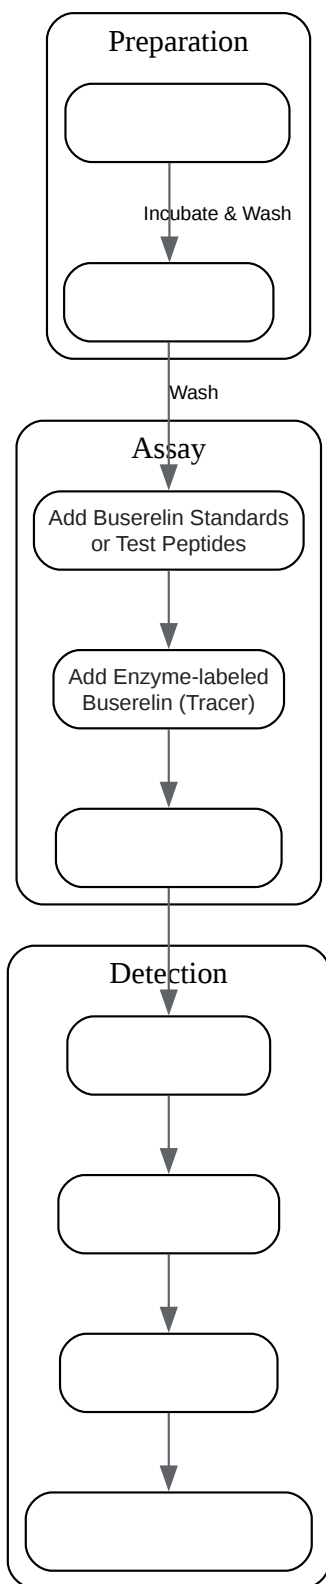 Preparation
Incubate & Wash
Wash
Assay
Add Buserelin Standards
or Test Peptides
Add Enzyme-labeled
Buserelin (Tracer)
Detection